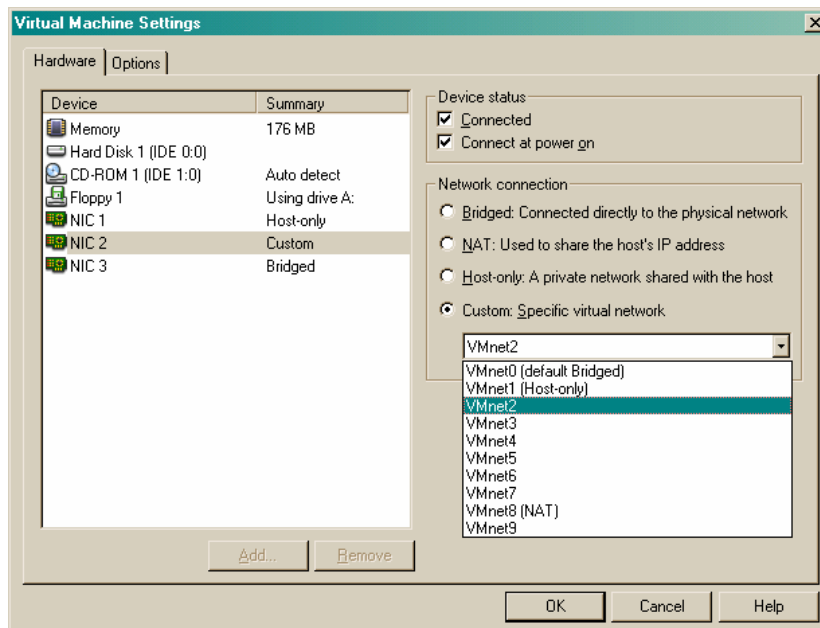 Virtual Machine Settings
Hardware
Options
Device Summary
Memory 176 MB
Hard Disk 1 (IDE 0:0)
CD-ROM 1 (IDE 1:0) Auto detect
Floppy 1 Using drive A:
NIC 1 Host-only
NIC 2 Custom
NIC 3 Bridged
Add...
Remove
Device status
Connected
Connect at power on
Network connection
Bridged: Connected directly to the physical network
NAT: Used to share the host's IP address
Host-only: A private network shared with the host
Custom: Specific virtual network
VMnet2
VMnet0 (default Bridged)
VMnet1 (Host-only)
VMnet2
VMnet3
VMnet4
VMnet5
VMnet6
VMnet7
VMnet8 (NAT)
VMnet9
OK
Cancel
Help